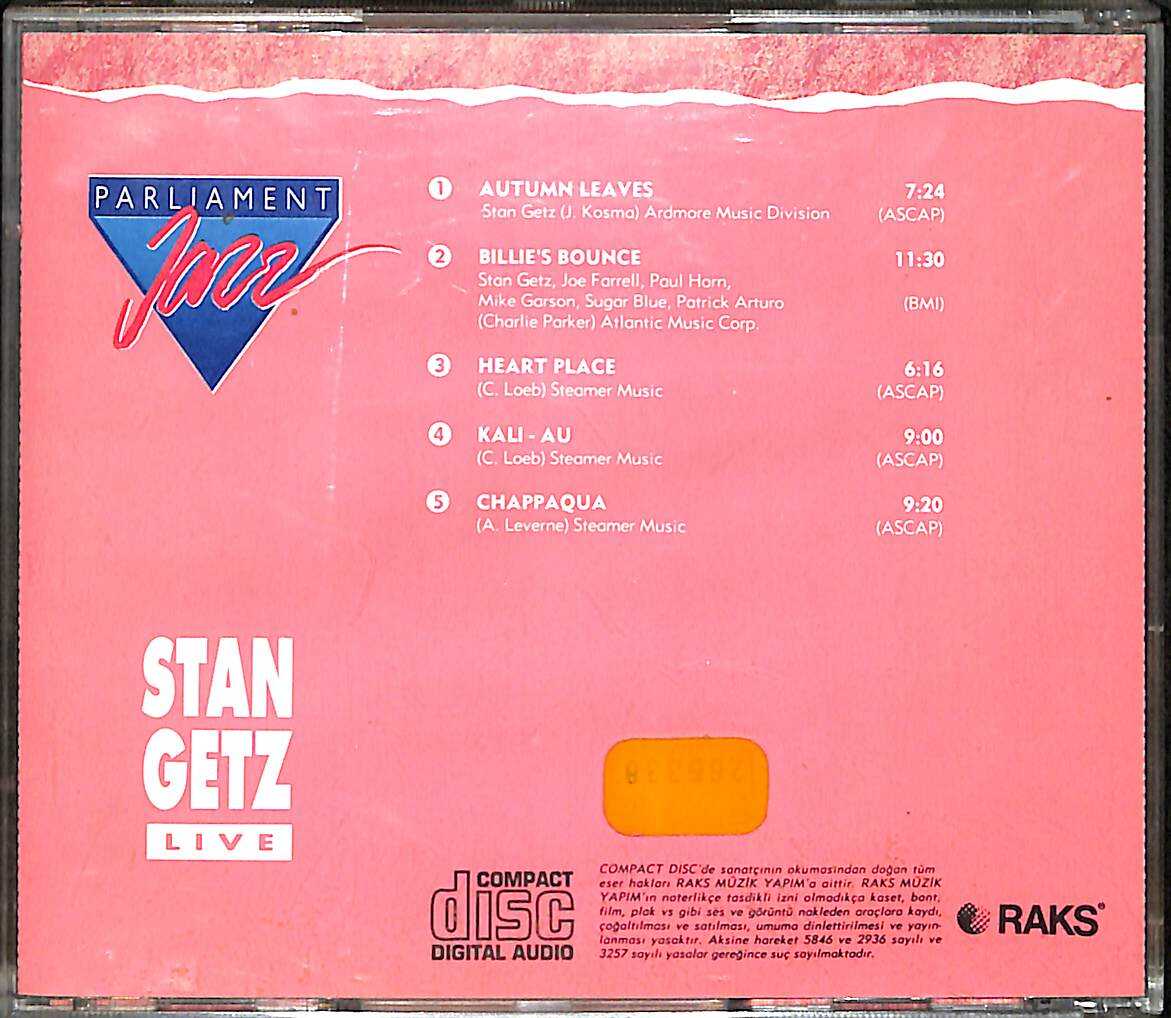 PARLIAMENT
Jazz
1 AUTUMN LEAVES 7:24
Stan Getz (J. Kosma) Ardmore Music Division (ASCAP)
2 BILLIE'S BOUNCE 11:30
Stan Getz, Joe Farrell, Paul Horn,
Mike Garson, Sugar Blue, Patrick Arturo (BMI)
(Charlie Parker) Atlantic Music Corp.
3 HEART PLACE 6:16
(C. Loeb) Steamer Music (ASCAP)
4 KALI - AU 9:00
(C. Loeb) Steamer Music (ASCAP)
5 CHAPPAQUA 9:20
(A. Leverne) Steamer Music (ASCAP)
STAN
GETZ
LIVE
COMPACT
disc
DIGITAL AUDIO
COMPACT DISC'de sanatçının okumasından doğan tüm
eser hakları RAKS MÜZİK YAPIM'a aittir. RAKS MÜZİK
YAPIM'ın noterlikçe tasdikli izni olmadıkça kaset, bant,
film, plak vs gibi ses ve görüntü nakleden araçlara kaydı,
çoğaltılması ve satılması, umuma dinlettirilmesi ve yayın-
lanması yasaktır. Aksine hareket 5846 ve 2936 sayılı ve
3257 sayılı yasalar gereğince suç sayılmaktadır.
RAKS®